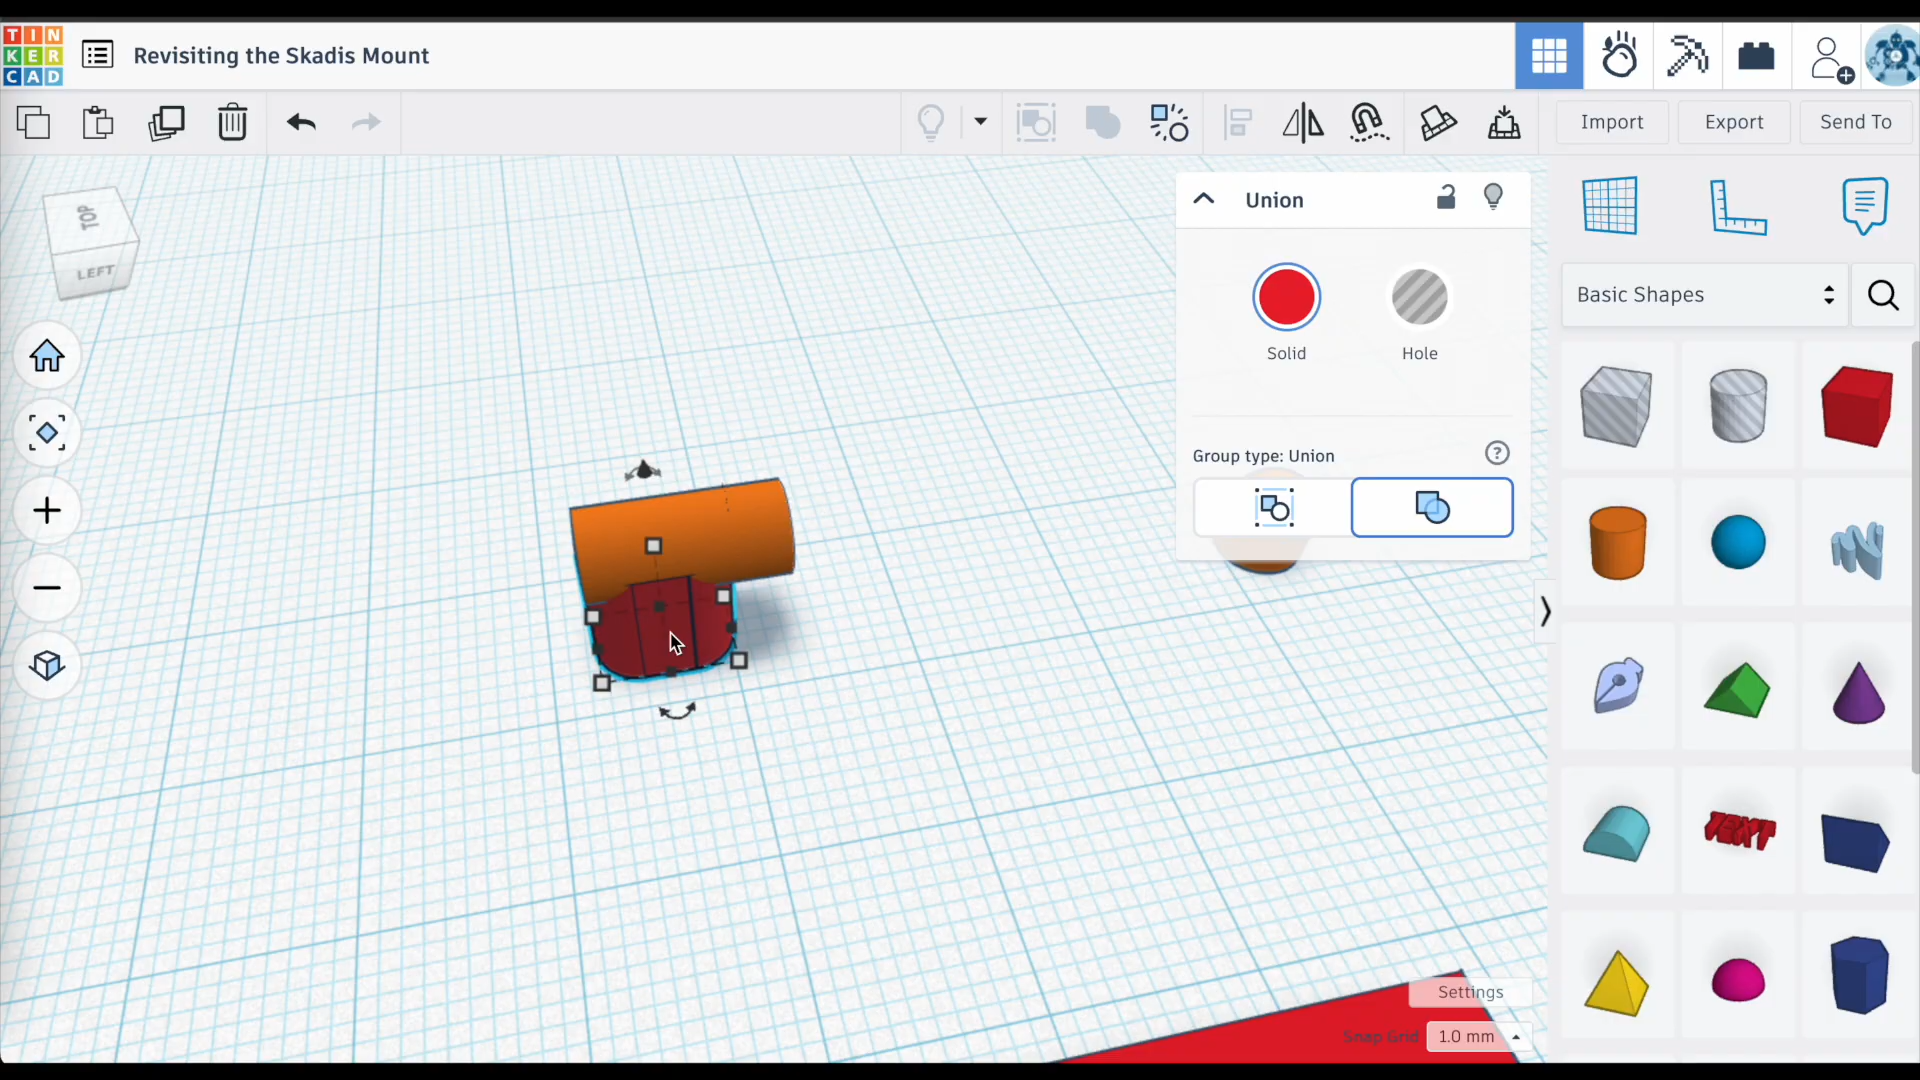 TIN
KER
CAD
Revisiting the Skadis Mount
Import
Export
Send To
TOP
LEFT
Union
Solid
Hole
Group type: Union
?
Basic Shapes
TEXT
Settings
Snap Grid
1.0 mm